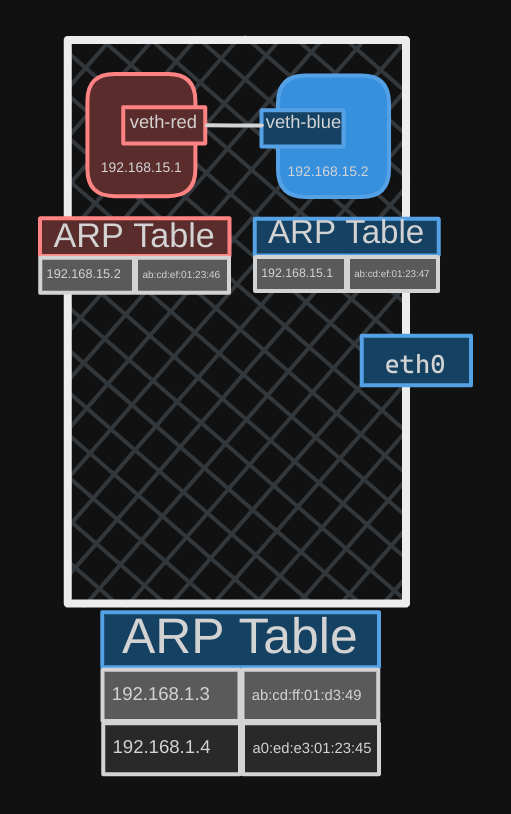 veth-red
veth-blue
192.168.15.1
192.168.15.2
ARP Table
ARP Table
192.168.15.2 ab:cd:ef:01:23:46
192.168.15.1 ab:cd:ef:01:23:47
eth0
ARP Table
192.168.1.3 ab:cd:ff:01:d3:49
192.168.1.4 a0:ed:e3:01:23:45